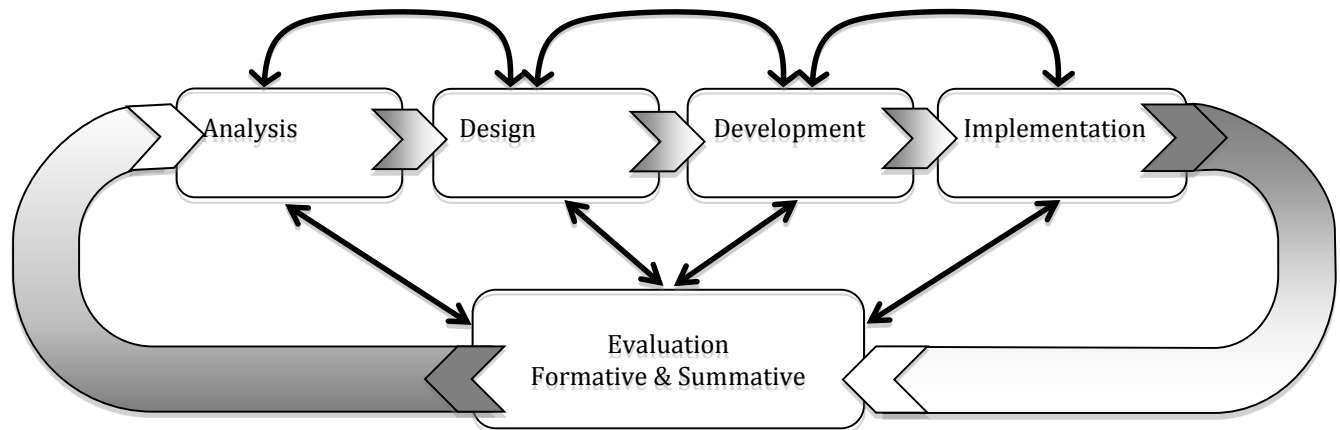 Analysis
Design
Development
Implementation
Evaluation
Formative & Summative